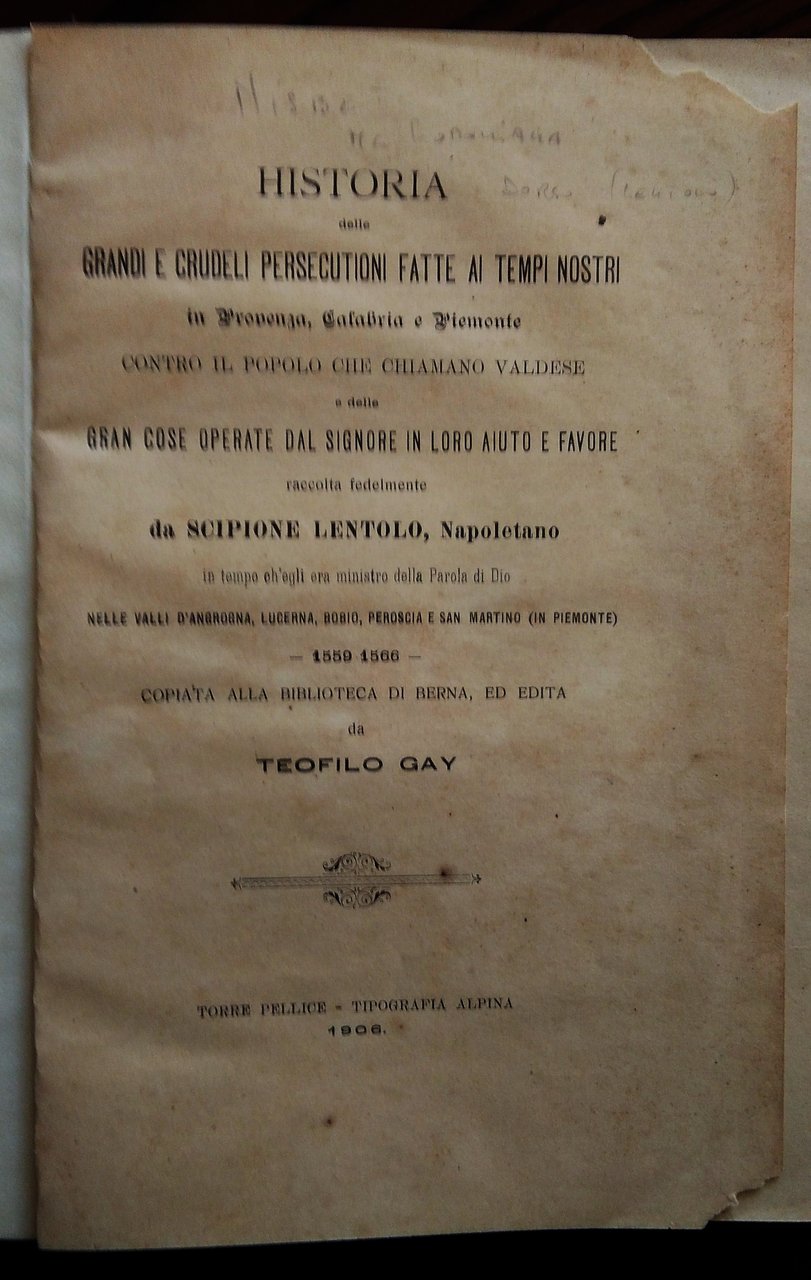 HISTORIA
delle
GRANDI E CRUDELI PERSECUTIONI FATTE AI TEMPI NOSTRI
in Provenza, Calabria e Piemonte
CONTRO IL POPOLO CHE CHIAMANO VALDESE
e delle
GRAN COSE OPERATE DAL SIGNORE IN LORO AIUTO E FAVORE
raccolta fedelmente
da SCIPIONE LENTOLO, Napoletano
in tempo ch'egli era ministro della Parola di Dio
NELLE VALLI D'ANGROGNA, LUCERNA, BOBIO, PEROSCIA E SAN MARTINO (IN PIEMONTE)
— 1559 1566 —
COPIATA ALLA BIBLIOTECA DI BERNA, ED EDITA
da
TEOFILO GAY
TORRE PELLICE - TIPOGRAFIA ALPINA
1906.